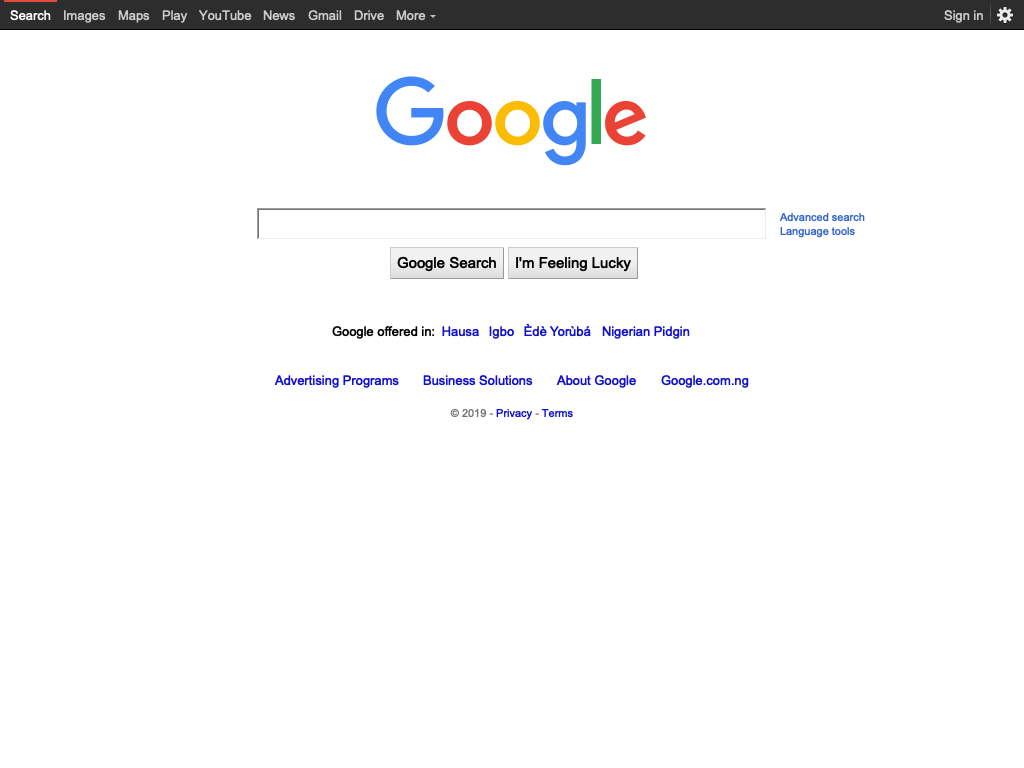 Search Images Maps Play YouTube News Gmail Drive More Sign in
Google
Advanced search
Language tools
Google Search I'm Feeling Lucky
Google offered in: Hausa Igbo Èdè Yorùbá Nigerian Pidgin
Advertising Programs Business Solutions About Google Google.com.ng
© 2019 - Privacy - Terms